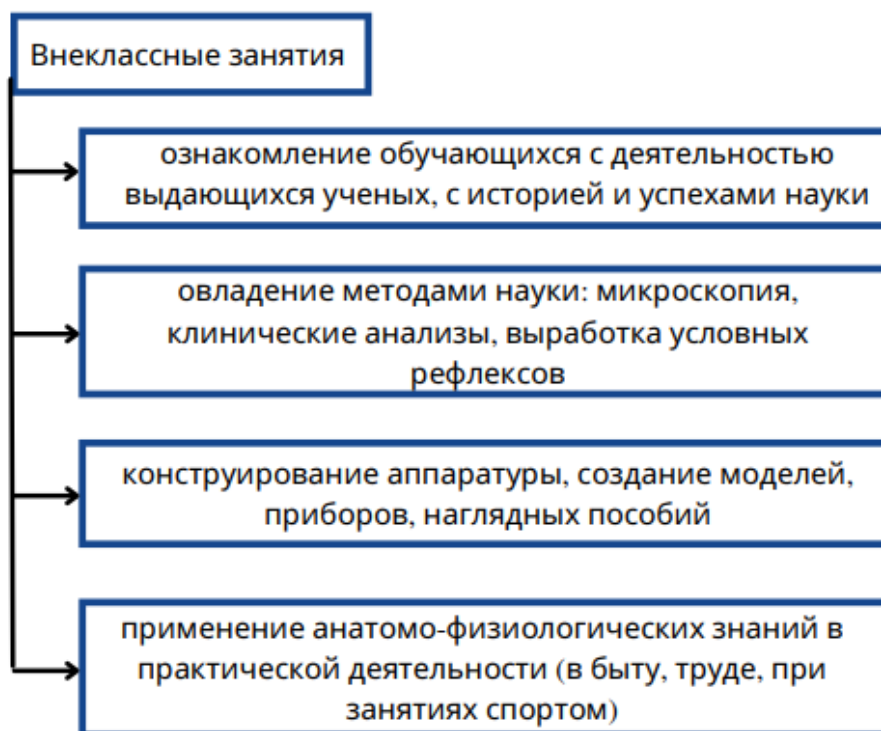 Внеклассные занятия
ознакомление обучающихся с деятельностью
выдающихся ученых, с историей и успехами науки
овладение методами науки: микроскопия,
клинические анализы, выработка условных
рефлексов
конструирование аппаратуры, создание моделей,
приборов, наглядных пособий
применение анатомо-физиологических знаний в
практической деятельности (в быту, труде, при
занятиях спортом)